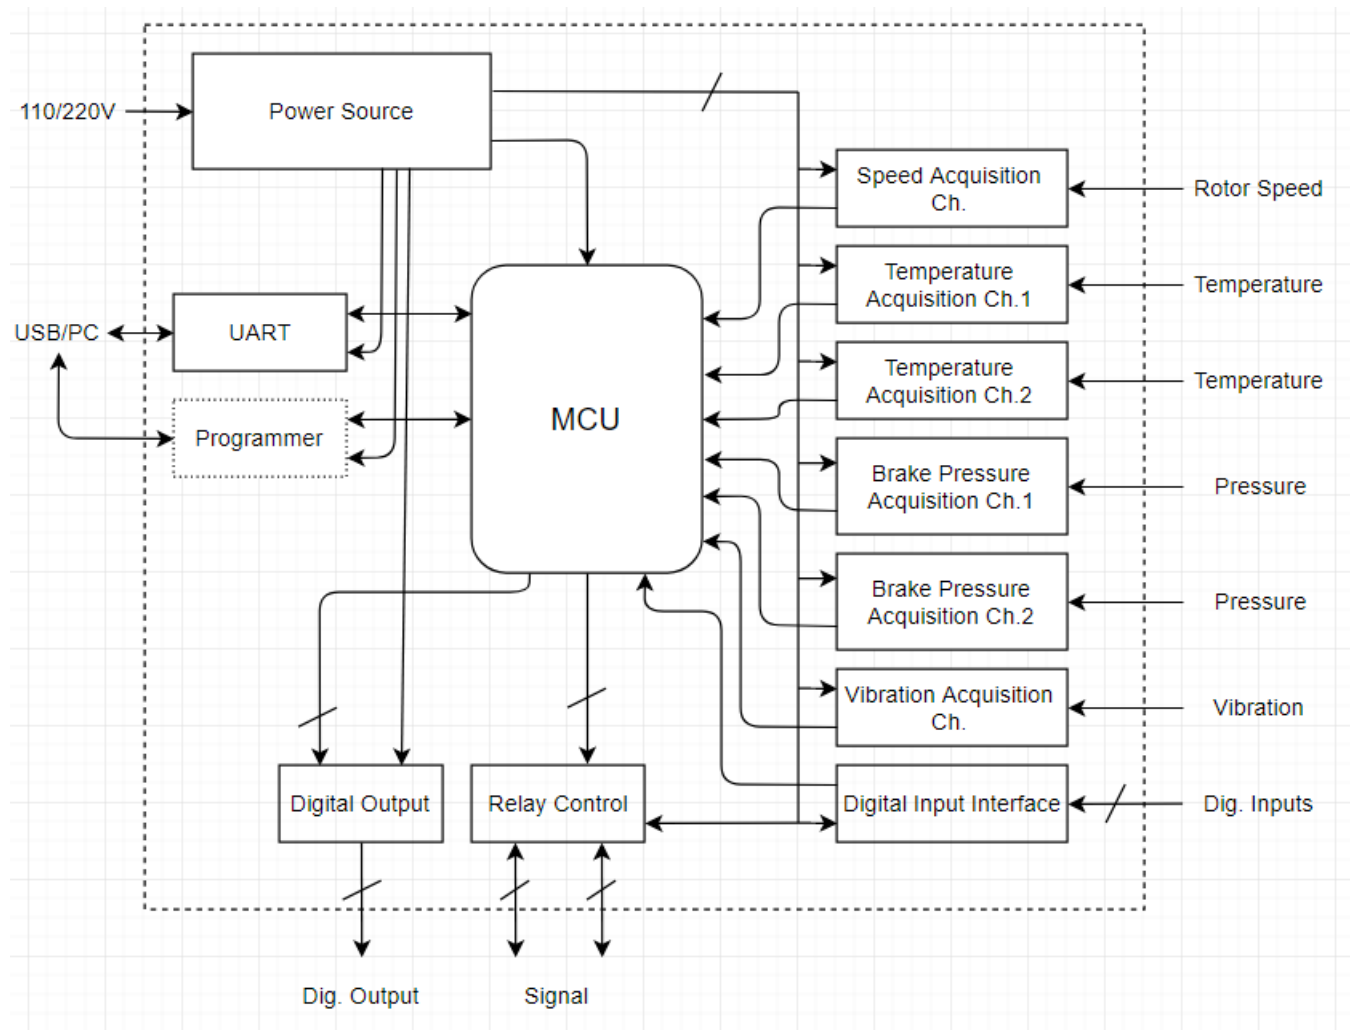 110/220V
Power Source
Speed Acquisition
Ch.
Rotor Speed
Temperature
Acquisition Ch.1
Temperature
USB/PC
UART
Temperature
Acquisition Ch.2
Temperature
Programmer
MCU
Brake Pressure
Acquisition Ch.1
Pressure
Brake Pressure
Acquisition Ch.2
Pressure
Vibration Acquisition
Ch.
Vibration
Digital Output
Relay Control
Digital Input Interface
Dig. Inputs
Dig. Output
Signal